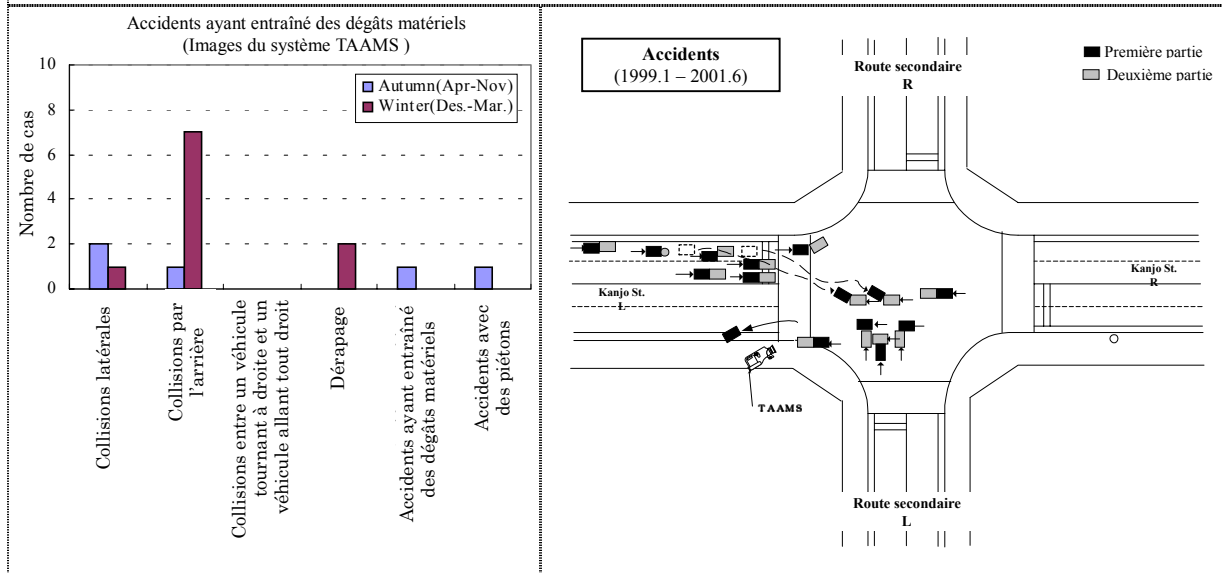 Accidents ayant entraîné des dégâts matériels
(Images du système TAAMS )
Nombre de cas
10
8
6
4
2
0
Autumn(Apr-Nov)
Winter(Des.-Mar.)
Collisions latérales
Collisions par
l'arrière
Collisions entre un véhicule
tournant à droite et un
véhicule allant tout droit
Dérapage
Accidents ayant entraîné
des dégâts matériels
Accidents avec
des piétons
Accidents
(1999.1 – 2001.6)
Route secondaire
R
Première partie
Deuxième partie
Kanjo St.
L
Kanjo St.
R
TAAMS
Route secondaire
L